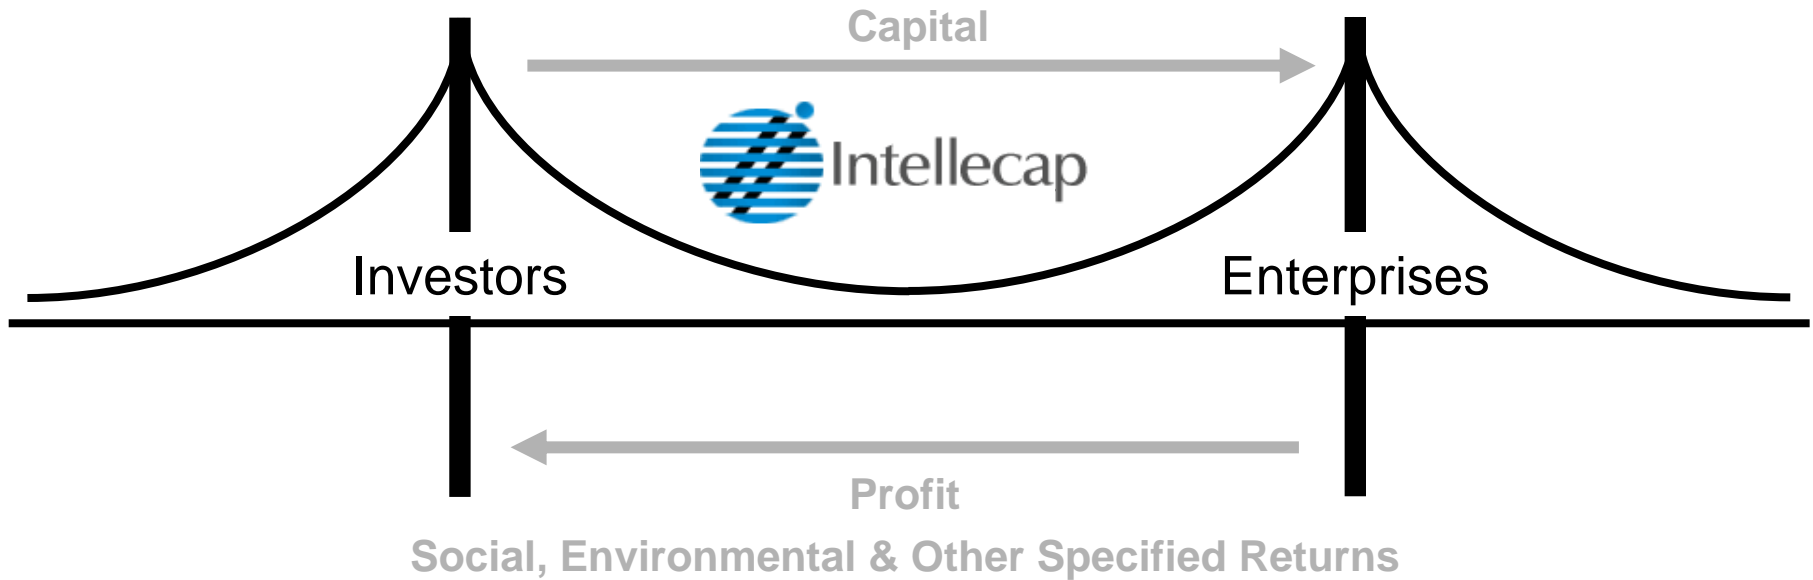 Capital
Intellecap
Investors
Enterprises
Profit
Social, Environmental & Other Specified Returns